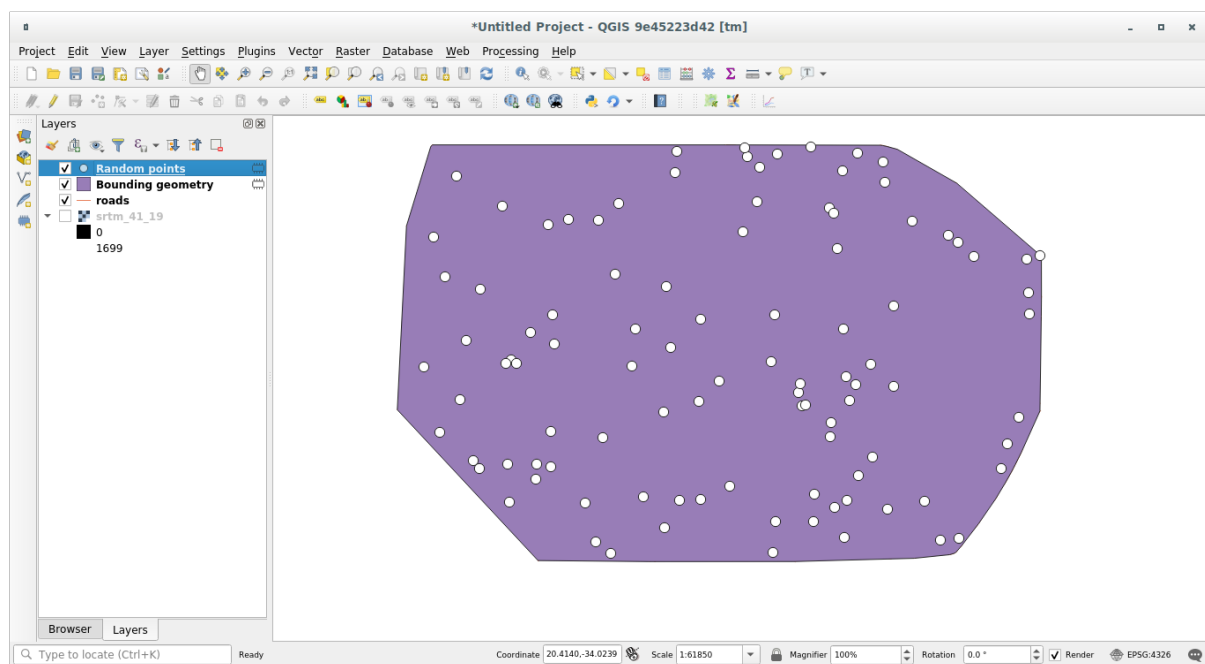 *Untitled Project - QGIS 9e45223d42 [tm]
Project Edit View Layer Settings Plugins Vector Raster Database Web Processing Help
Layers
Random points
Bounding geometry
roads
srtm_41_19
0
1699
Browser Layers
Type to locate (Ctrl+K) Ready Coordinate 20.4140,-34.0239 Scale 1:61850 Magnifier 100% Rotation 0.0 ° Render EPSG:4326